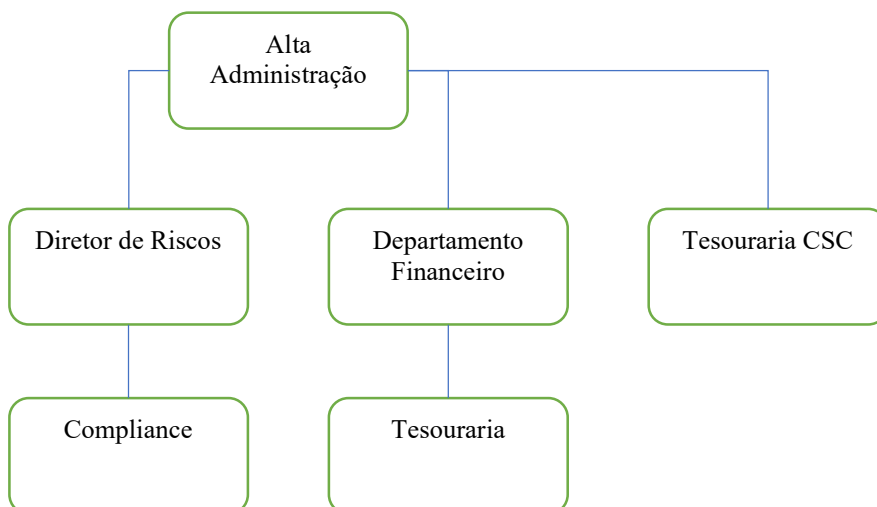 Alta
Administração
Diretor de Riscos
Departamento
Financeiro
Tesouraria CSC
Compliance
Tesouraria